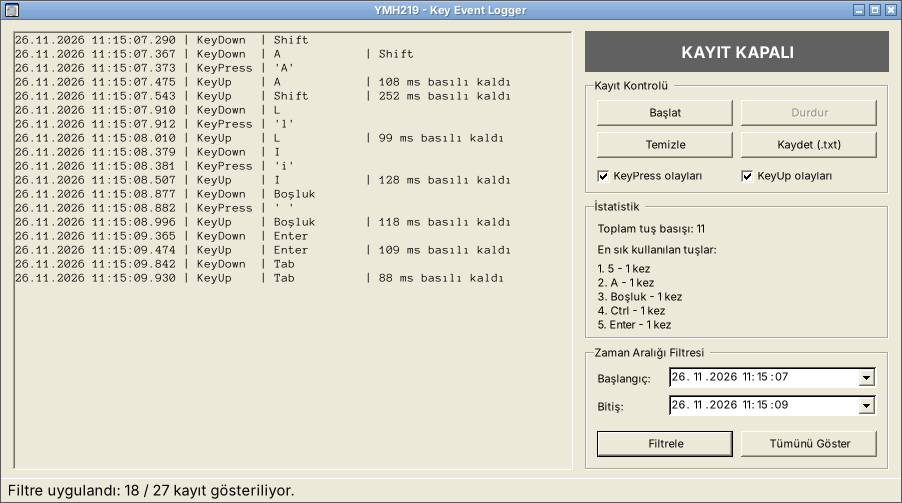 YMH219 - Key Event Logger
26.11.2026 11:15:07.290 | KeyDown | Shift
26.11.2026 11:15:07.367 | KeyDown | A | Shift
26.11.2026 11:15:07.373 | KeyPress | 'A'
26.11.2026 11:15:07.475 | KeyUp | A | 108 ms basılı kaldı
26.11.2026 11:15:07.543 | KeyUp | Shift | 252 ms basılı kaldı
26.11.2026 11:15:07.910 | KeyDown | L
26.11.2026 11:15:07.912 | KeyPress | 'l'
26.11.2026 11:15:08.010 | KeyUp | L | 99 ms basılı kaldı
26.11.2026 11:15:08.379 | KeyDown | I
26.11.2026 11:15:08.381 | KeyPress | 'i'
26.11.2026 11:15:08.507 | KeyUp | I | 128 ms basılı kaldı
26.11.2026 11:15:08.877 | KeyDown | Boşluk
26.11.2026 11:15:08.882 | KeyPress | ' '
26.11.2026 11:15:08.996 | KeyUp | Boşluk | 118 ms basılı kaldı
26.11.2026 11:15:09.365 | KeyDown | Enter
26.11.2026 11:15:09.474 | KeyUp | Enter | 109 ms basılı kaldı
26.11.2026 11:15:09.842 | KeyDown | Tab
26.11.2026 11:15:09.930 | KeyUp | Tab | 88 ms basılı kaldı
KAYIT KAPALI
Kayıt Kontrolü
Başlat
Durdur
Temizle
Kaydet (.txt)
KeyPress olayları
KeyUp olayları
İstatistik
Toplam tuş basışı: 11
En sık kullanılan tuşlar:
1. 5 - 1 kez
2. A - 1 kez
3. Boşluk - 1 kez
4. Ctrl - 1 kez
5. Enter - 1 kez
Zaman Aralığı Filtresi
Başlangıç: 26.11.2026 11:15:07
Bitiş: 26.11.2026 11:15:09
Filtrele
Tümünü Göster
Filtre uygulandı: 18 / 27 kayıt gösteriliyor.